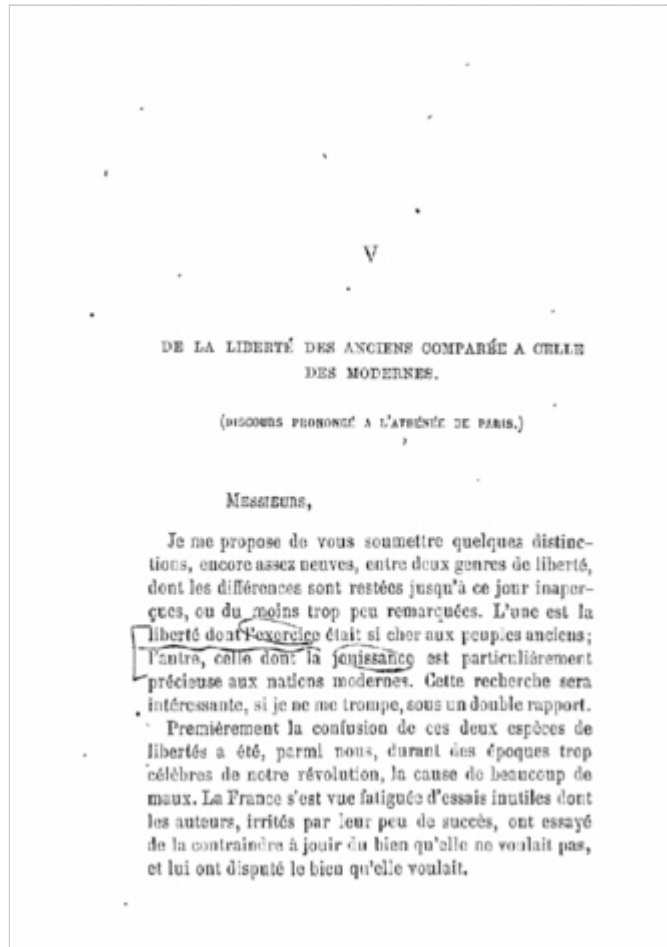 V
DE LA LIBERTÉ DES ANCIENS COMPARÉE A CELLE
DES MODERNES.
(DISCOURS PRONONCÉ A L'ATHÉNÉE DE PARIS.)
MESSIEURS,
Je me propose de vous soumettre quelques distinc-
tions, encore assez neuves, entre deux genres de liberté,
dont les différences sont restées jusqu'à ce jour inaper-
çues, ou du moins trop peu remarquées. L'une est la
liberté dont l'exercice était si cher aux peuples anciens;
l'autre, celle dont la jouissance est particulièrement
précieuse aux nations modernes. Cette recherche sera
intéressante, si je ne me trompe, sous un double rapport.
Premièrement la confusion de ces deux espèces de
libertés a été, parmi nous, durant des époques trop
célèbres de notre révolution, la cause de beaucoup de
maux. La France s'est vue fatiguée d'essais inutiles dont
les auteurs, irrités par leur peu de succès, ont essayé
de la contraindre à jouir du bien qu'elle ne voulait pas,
et lui ont disputé le bien qu'elle voulait.